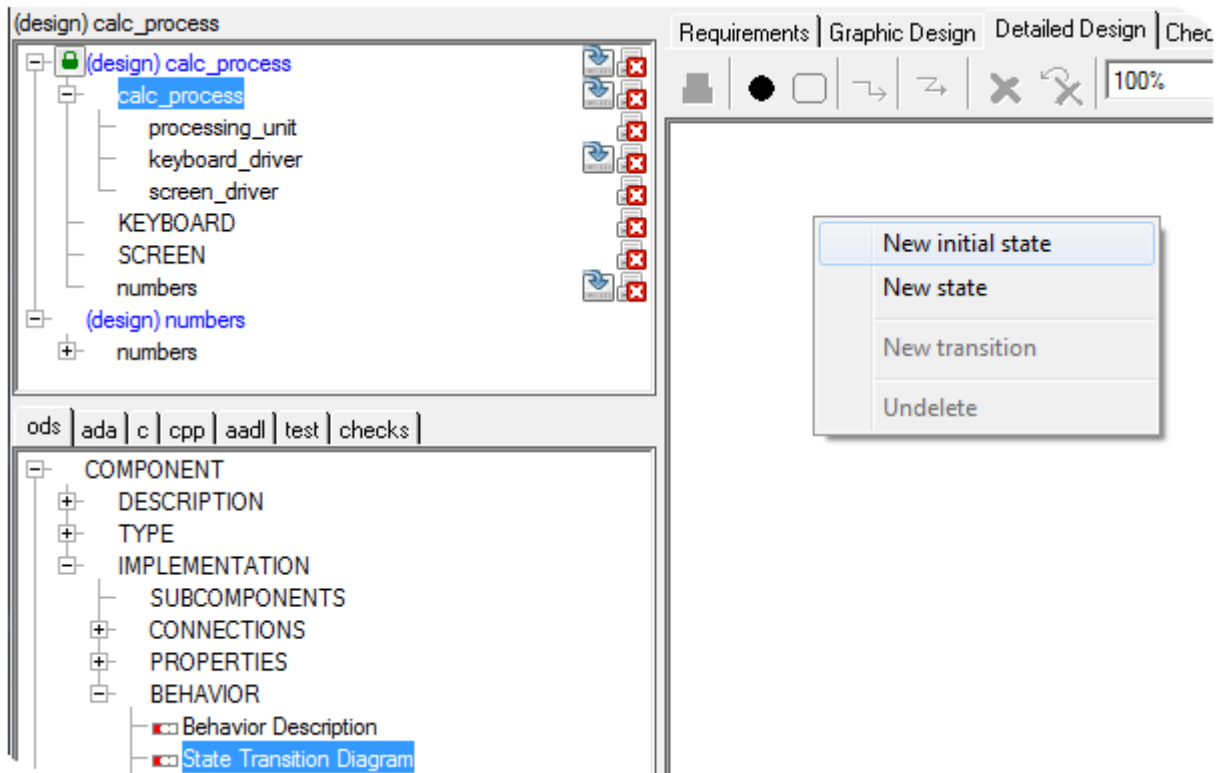 (design) calc_process
(design) calc_process
calc_process
processing_unit
keyboard_driver
screen_driver
KEYBOARD
SCREEN
numbers
(design) numbers
numbers
ods ada c cpp aadl test checks
COMPONENT
DESCRIPTION
TYPE
IMPLEMENTATION
SUBCOMPONENTS
CONNECTIONS
PROPERTIES
BEHAVIOR
Behavior Description
State Transition Diagram
Requirements Graphic Design Detailed Design Chec
100%
New initial state
New state
New transition
Undelete